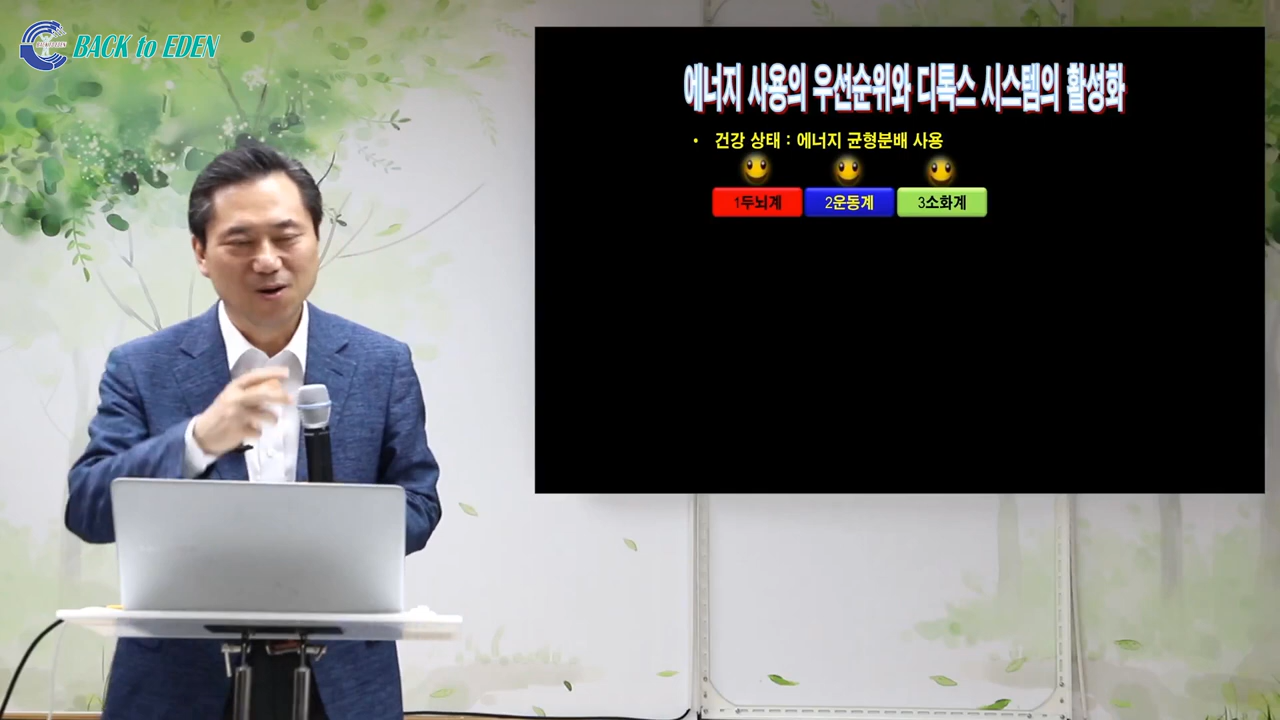 BACK to EDEN
에너지 사용의 우선순위와 디톡스 시스템의 활성화
• 건강 상태 : 에너지 균형분배 사용
1두뇌계 2운동계 3소화계